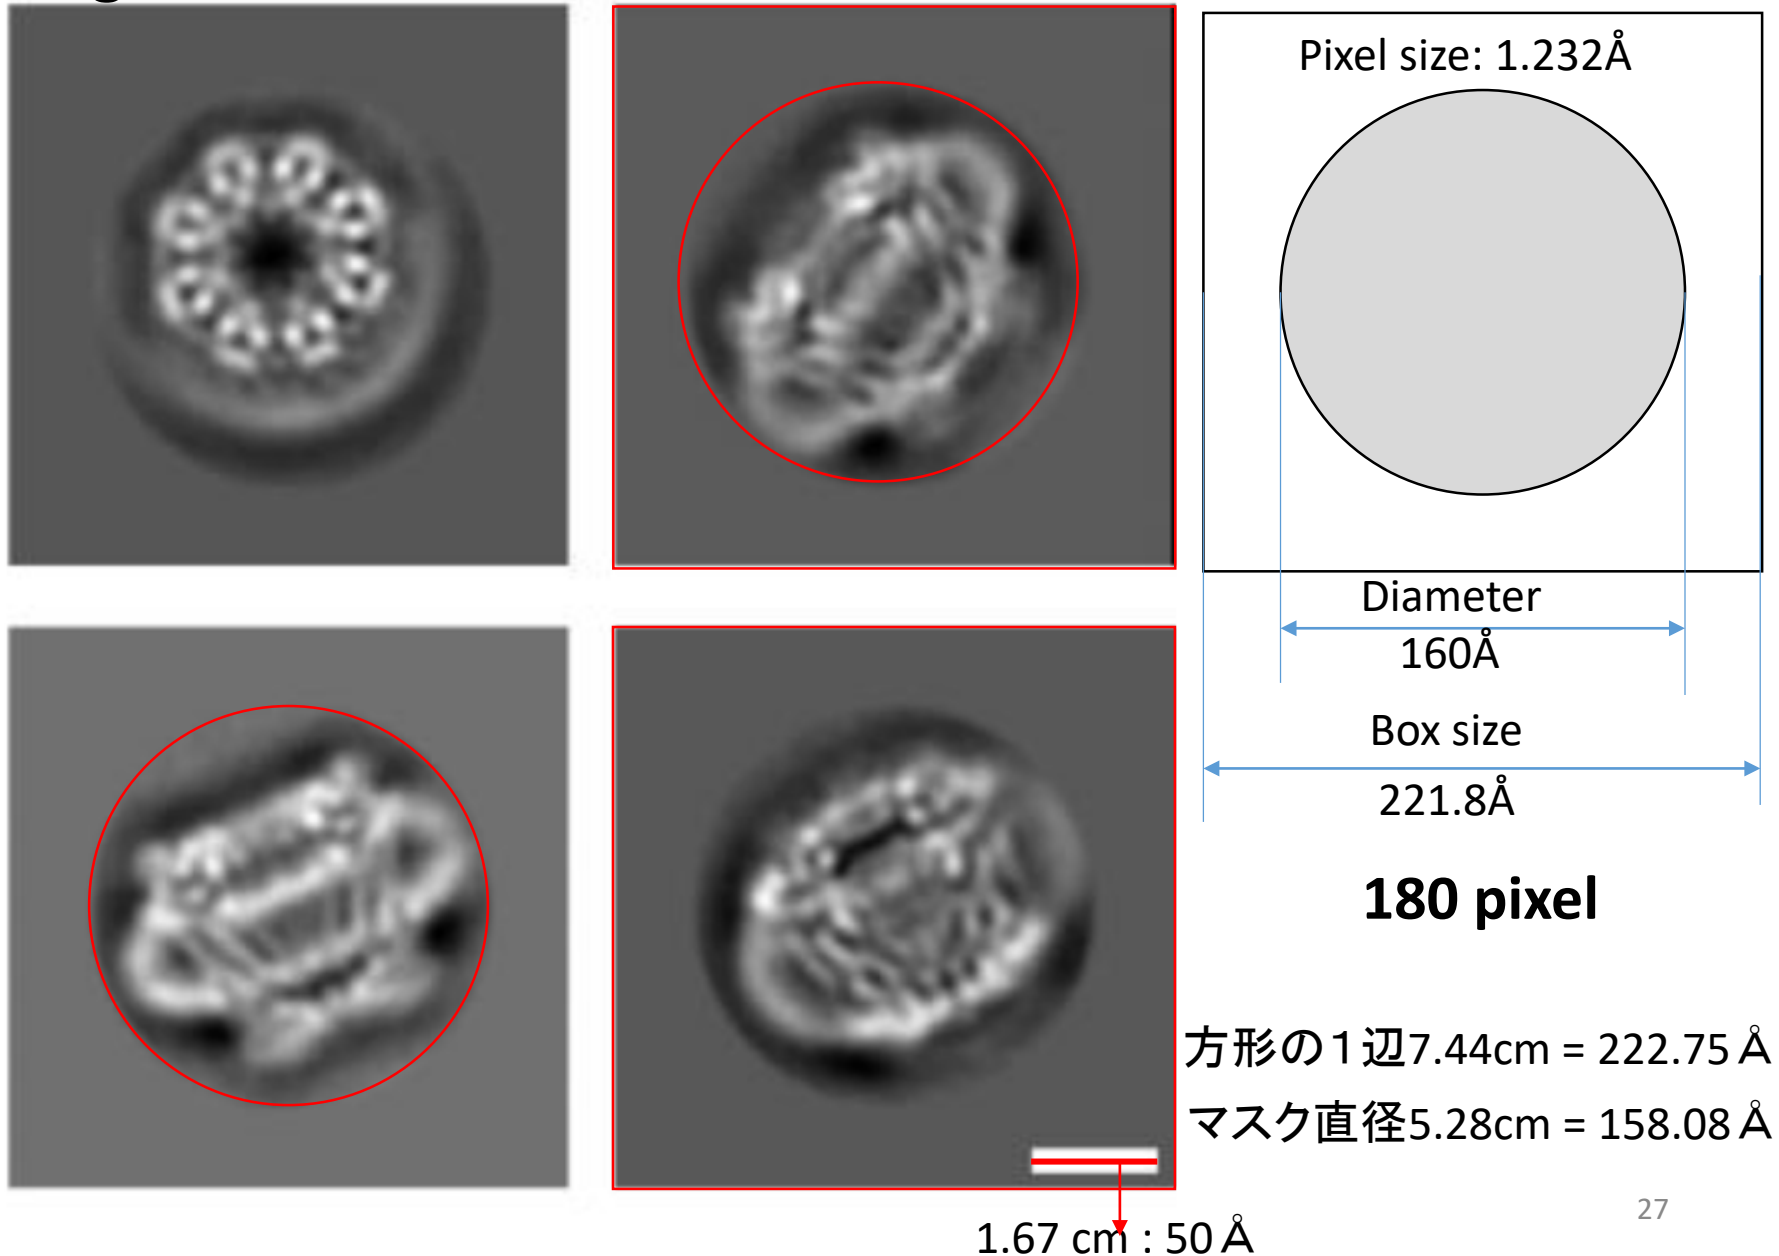 Pixel size: 1.232Å
Diameter
160Å
Box size
221.8Å
180 pixel
方形の１辺7.44cm = 222.75 Å
マスク直径5.28cm = 158.08 Å
1.67 cm : 50 Å
27